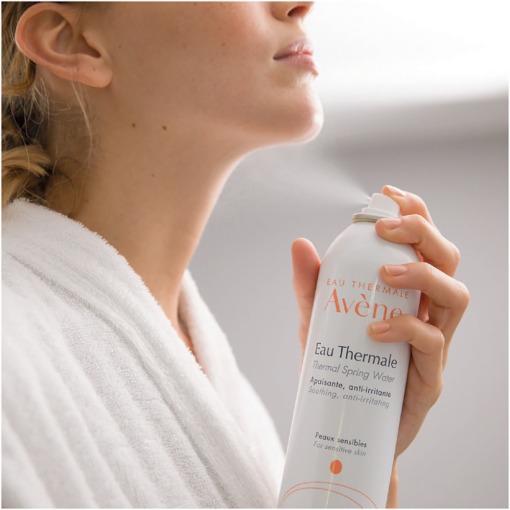 EAU THERMALE
Avène
Eau Thermale
Thermal Spring Water
Apaisante, anti-irritante
Soothing, anti-irritating
Peaux sensibles
For sensitive skin